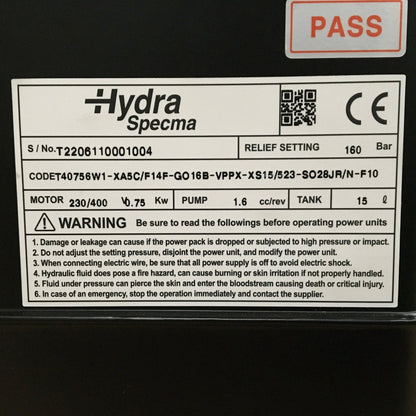 PASS
Hydra
Specma
CE
S / No. T2206110001004 RELIEF SETTING 160 Bar
CODE T40756W1-XA5C/F14F-GO16B-VPPX-XS15/523-SO28JR/N-F10
MOTOR 230/400 V 0.75 Kw PUMP 1.6 cc/rev TANK 15 ℓ
WARNING Be sure to read the followings before operating power units
1. It can cause damage if the power pack is dropped or subjected to high pressure or impact.
2. Do not adjust the setting pressure, disjoint the power unit, and modify the unit.
3. When connecting electric wire, be sure that all power supply is off to avoid electric shock.
4. Hydraulic fluid does pose a fire hazard, can cause burning or skin irritation if not properly handled.
5. Fluid under pressure can pierce the skin and enter the bloodstream causing death or critical injury.
6. In case of an emergency, stop the operation immediately and contact to supplier.